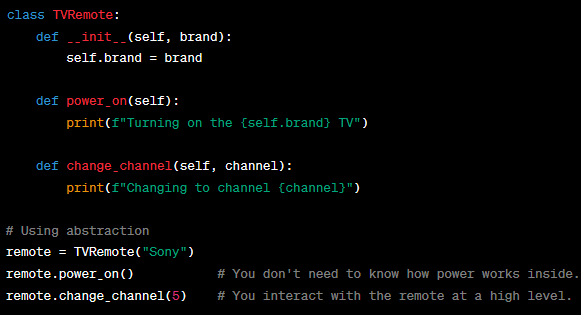 class TVRemote:
    def __init__(self, brand):
        self.brand = brand

    def power_on(self):
        print(f"Turning on the {self.brand} TV")

    def change_channel(self, channel):
        print(f"Changing to channel {channel}")

# Using abstraction
remote = TVRemote("Sony")
remote.power_on()           # You don't need to know how power works inside.
remote.change_channel(5)    # You interact with the remote at a high level.